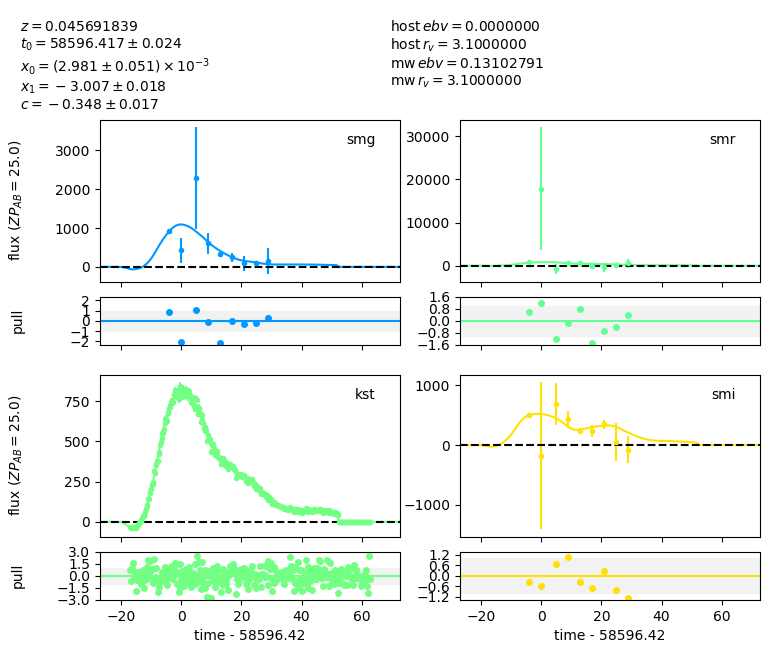 z = 0.045691839
t₀ = 58596.417 ± 0.024
x₀ = (2.981 ± 0.051) × 10⁻³
x₁ = −3.007 ± 0.018
c = −0.348 ± 0.017
host ebv = 0.0000000
host r_v = 3.1000000
mw ebv = 0.13102791
mw r_v = 3.1000000
smg
flux (ZP_AB = 25.0)
3000
2000
1000
0
smr
30000
20000
10000
0
pull
2
1
0
−1
−2
1.6
0.8
0.0
−0.8
−1.6
kst
flux (ZP_AB = 25.0)
750
500
250
0
smi
1000
0
−1000
pull
3.0
1.5
0.0
−1.5
−3.0
−20 0 20 40 60
time - 58596.42
1.2
0.6
0.0
−0.6
−1.2
−20 0 20 40 60
time - 58596.42